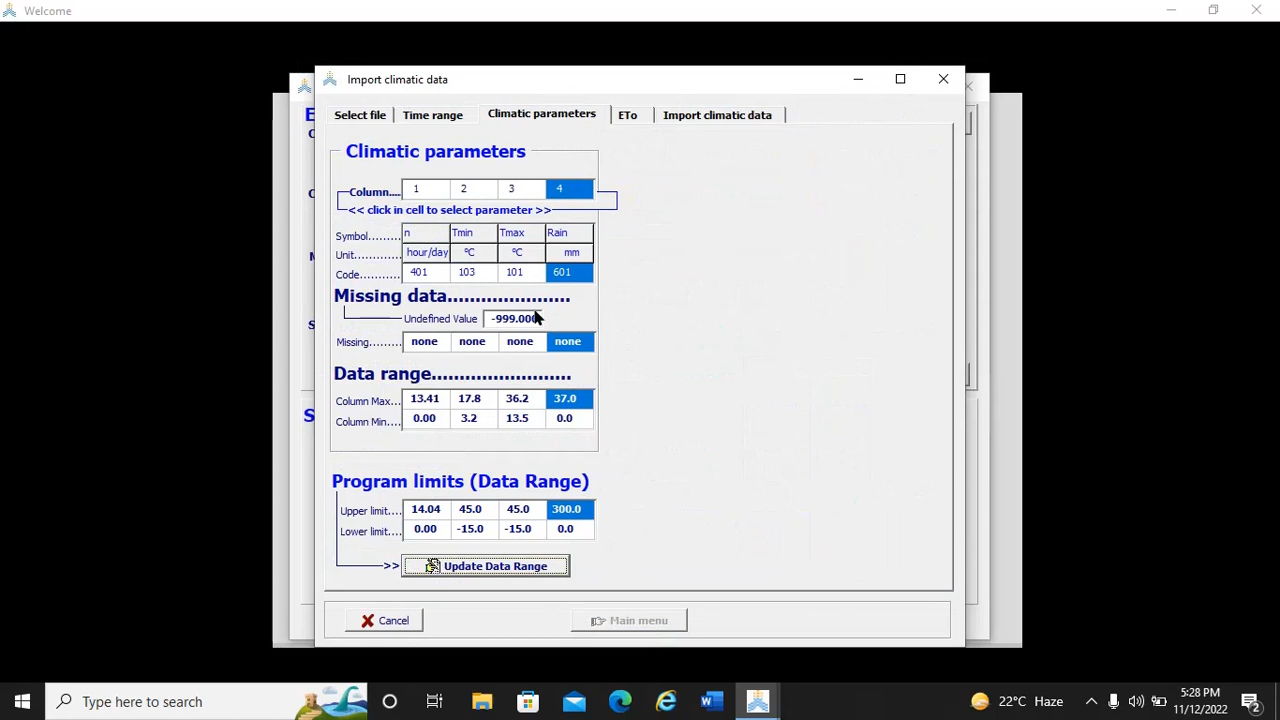 Welcome
Import climatic data
Select file Time range Climatic parameters ETo Import climatic data
Climatic parameters
Column.... 1 2 3 4
<< click in cell to select parameter >>
Symbol......... n Tmin Tmax Rain
Unit............. hour/day °C °C mm
Code........... 401 103 101 601
Missing data......................
Undefined Value -999.000
Missing......... none none none none
Data range.........................
Column Max... 13.41 17.8 36.2 37.0
Column Min.... 0.00 3.2 13.5 0.0
Program limits (Data Range)
Upper limit.... 14.04 45.0 45.0 300.0
Lower limit.... 0.00 -15.0 -15.0 0.0
>> Update Data Range
Cancel Main menu
Type here to search
22°C Haze
5:28 PM
11/12/2022
2